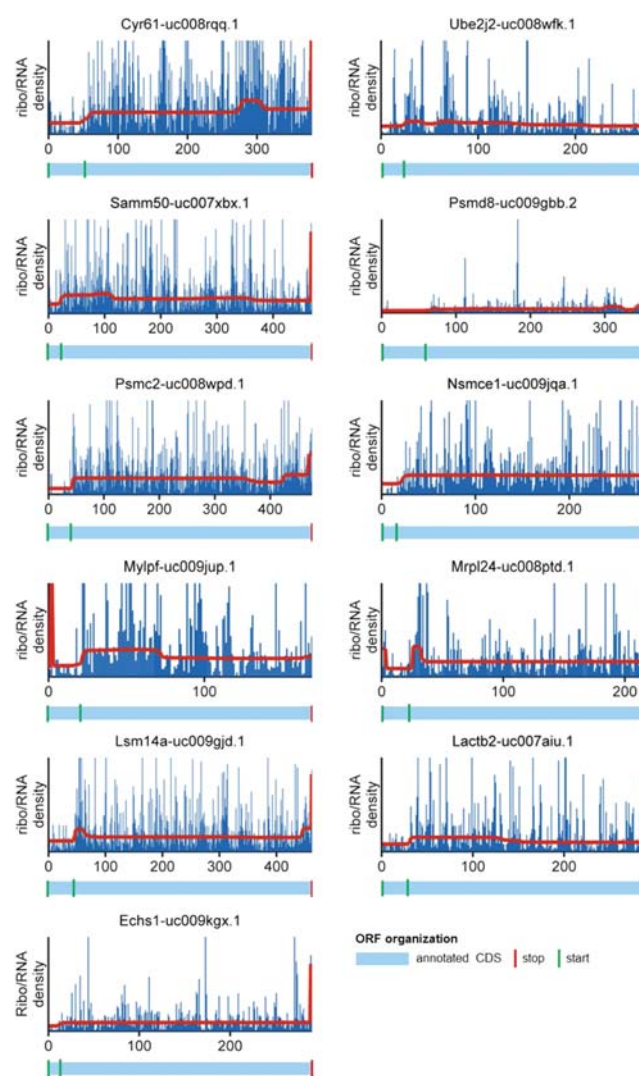 Cyr61-uc008rqq.1
ribo/RNA
density
0 100 200 300
Ube2j2-uc008wfk.1
ribo/RNA
density
0 100 200
Samm50-uc007xbx.1
ribo/RNA
density
0 100 200 300 400
Psmd8-uc009gbb.2
ribo/RNA
density
0 100 200 300
Psmc2-uc008wpd.1
ribo/RNA
density
0 100 200 300 400
Nsmce1-uc009jqa.1
ribo/RNA
density
0 100 200
Mylpf-uc009jup.1
ribo/RNA
density
0 100
Mrpl24-uc008ptd.1
ribo/RNA
density
0 100 200
Lsm14a-uc009gjd.1
ribo/RNA
density
0 100 200 300 400
Lactb2-uc007aiu.1
ribo/RNA
density
0 100 200
Echs1-uc009kgx.1
Ribo/RNA
density
0 100 200
ORF organization
annotated CDS stop start